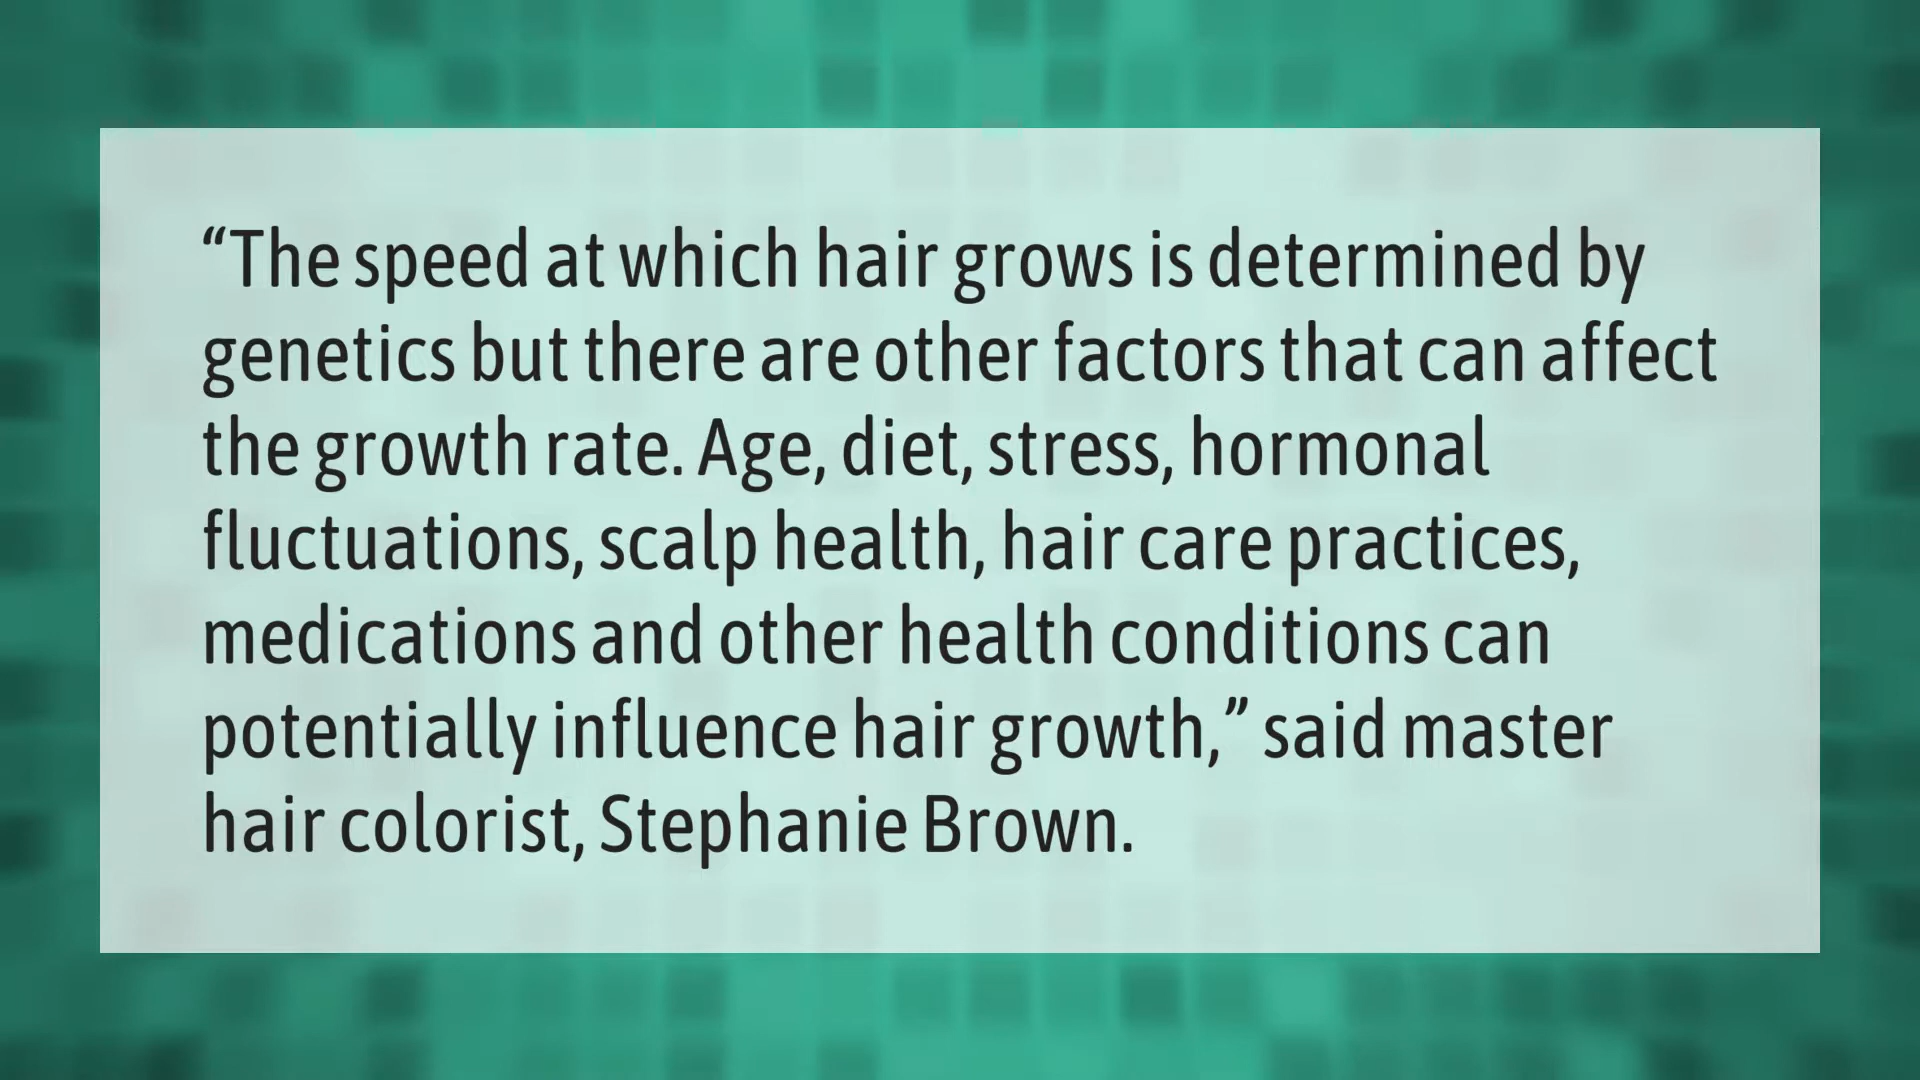 “The speed at which hair grows is determined by
genetics but there are other factors that can affect
the growth rate. Age, diet, stress, hormonal
fluctuations, scalp health, hair care practices,
medications and other health conditions can
potentially influence hair growth,” said master
hair colorist, Stephanie Brown.